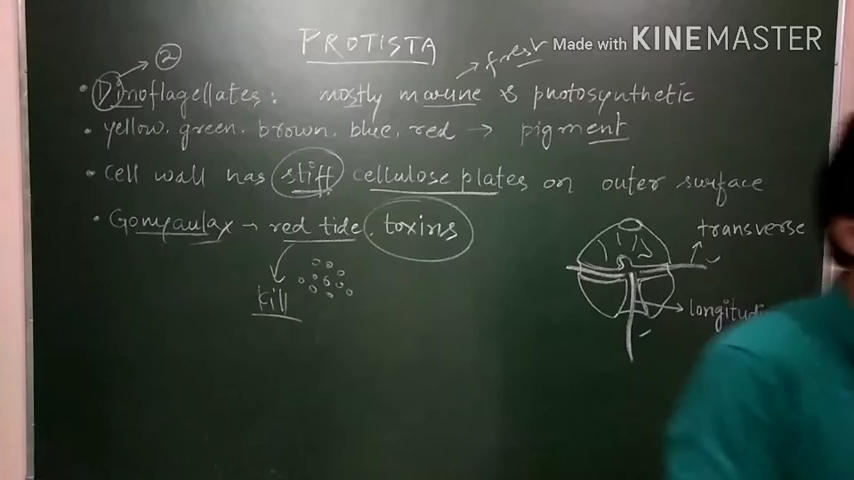 PROTISTA
Made with KINEMASTER
② fresh
• Dinoflagellates: mostly marine & photosynthetic
• yellow. green. brown. blue. red → pigment
• Cell wall has stiff cellulose plates on outer surface
• Gonyaulax → red tide. toxins
transverse
kill
longitudi